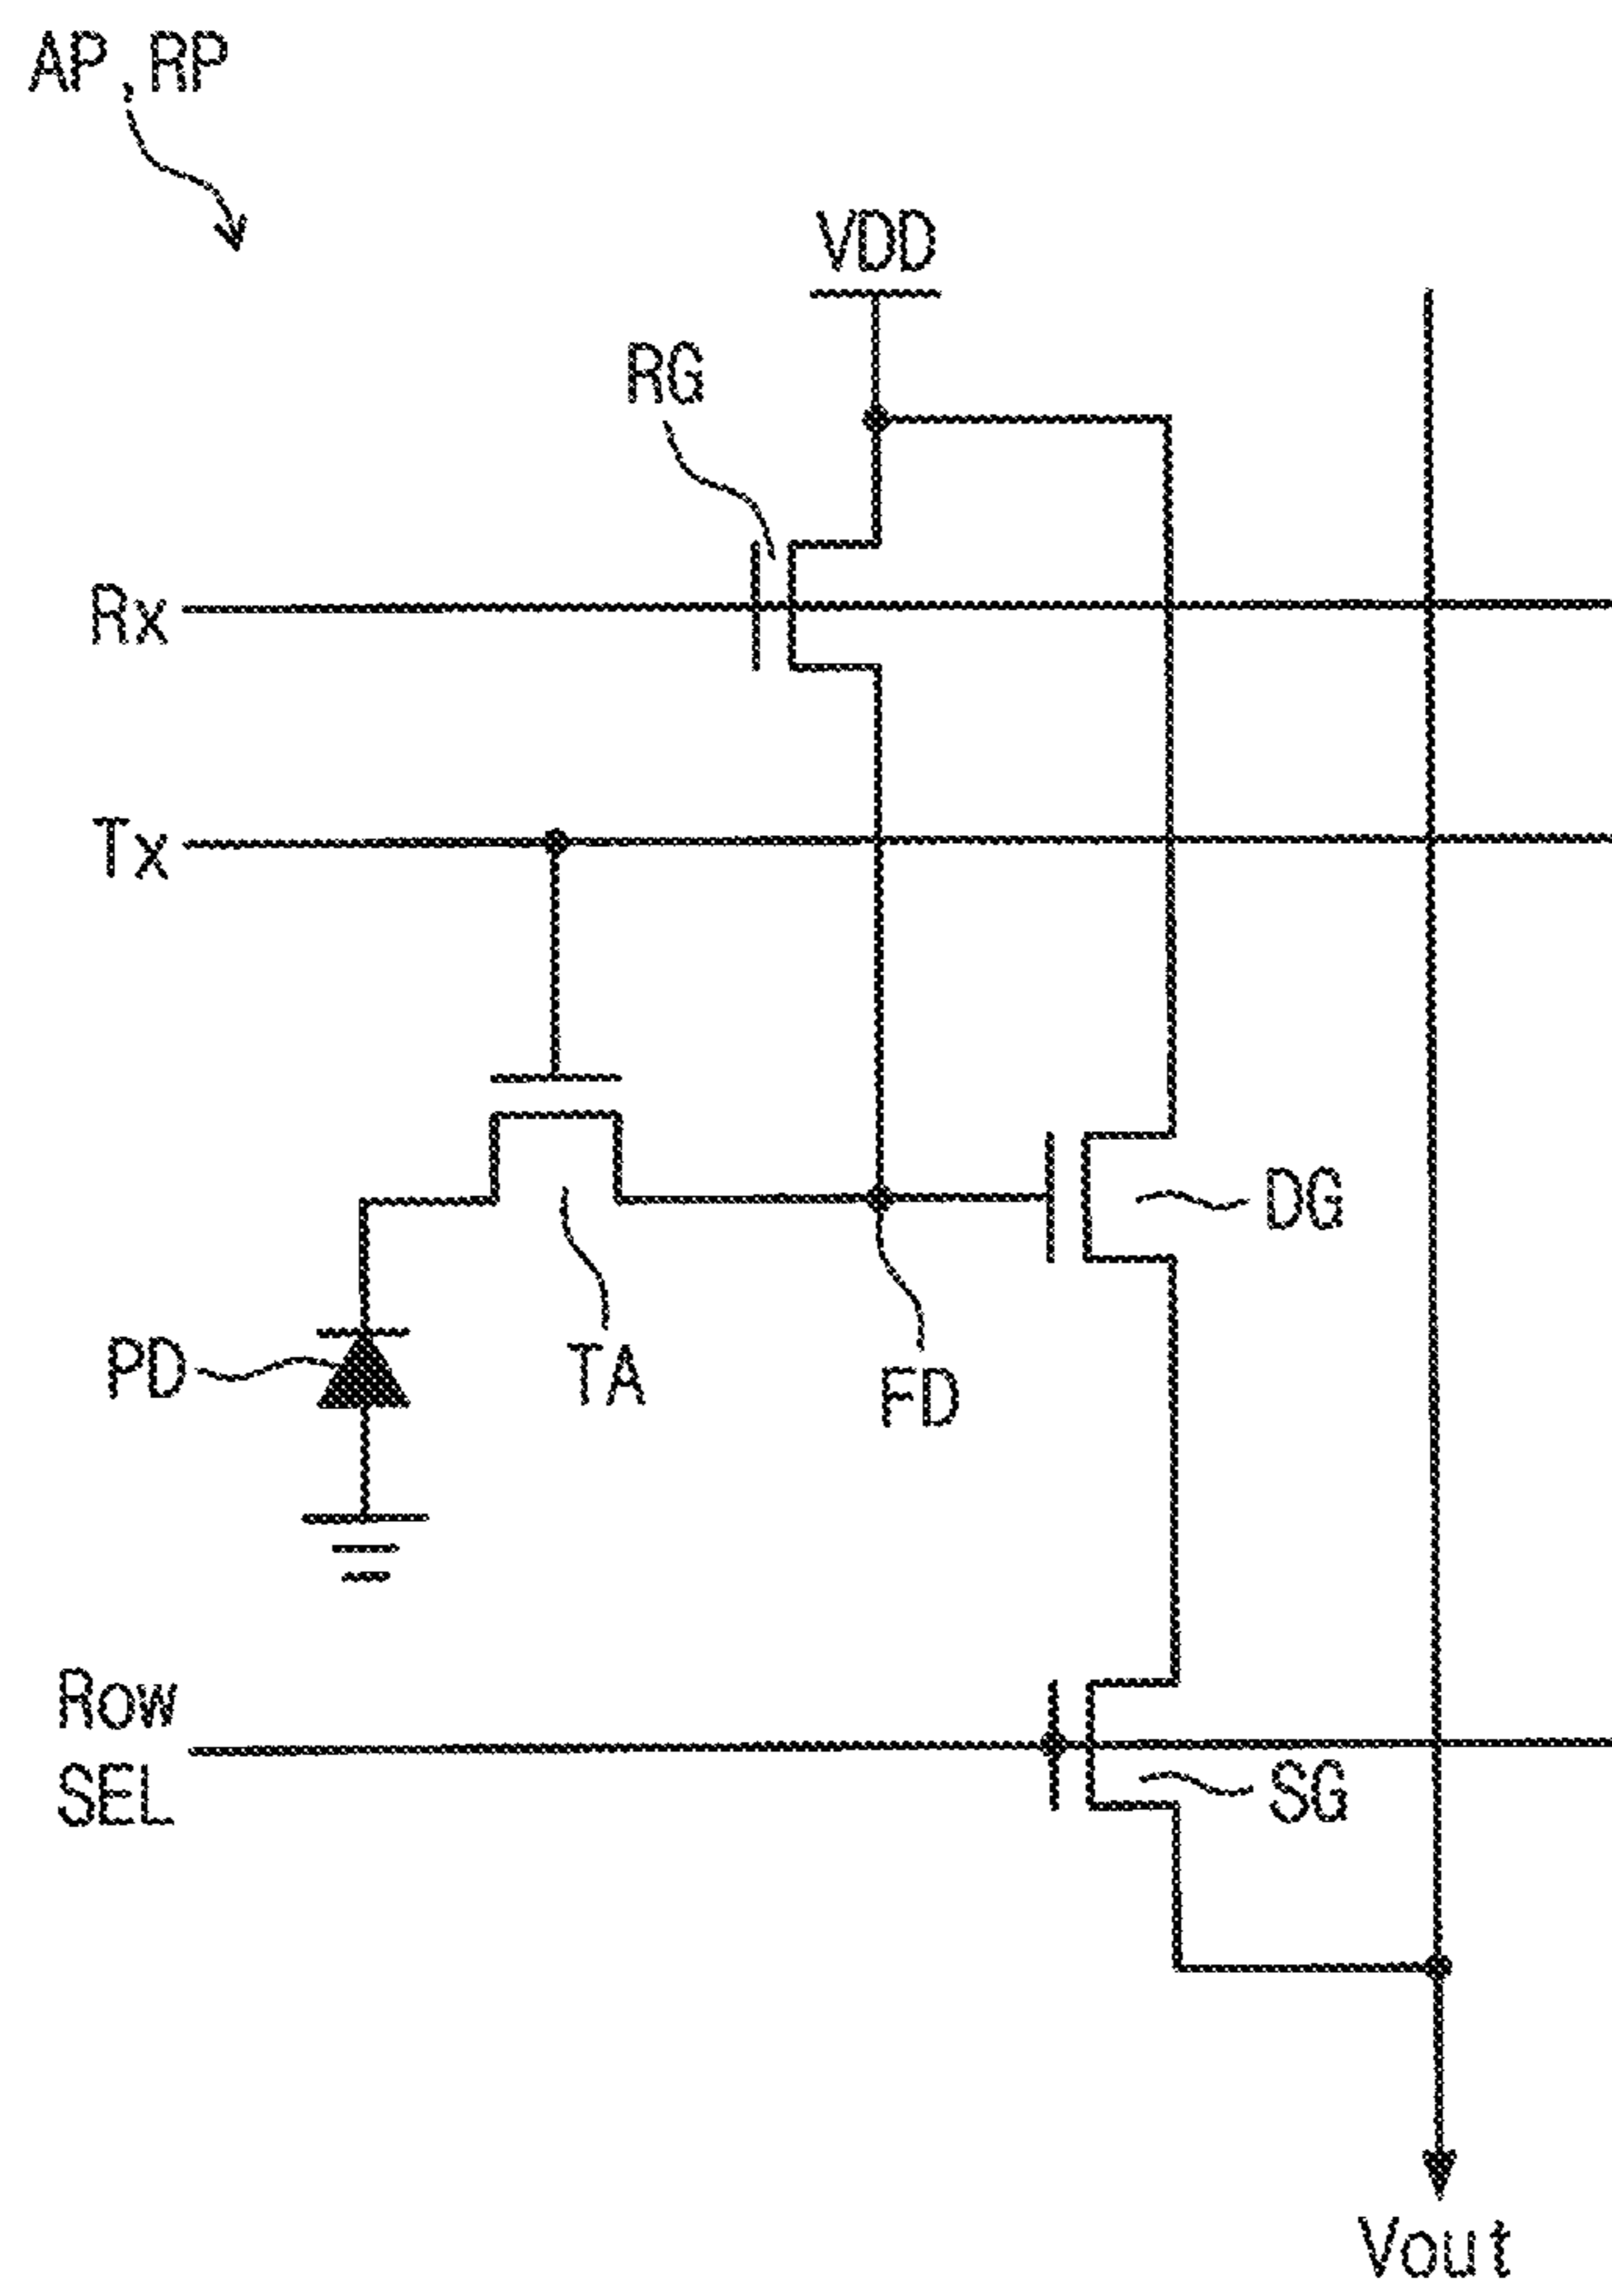 AP, RP
VDD
RG
Rx
Tx
DG
PD
TA
FD
Row
SEL
SG
Vout